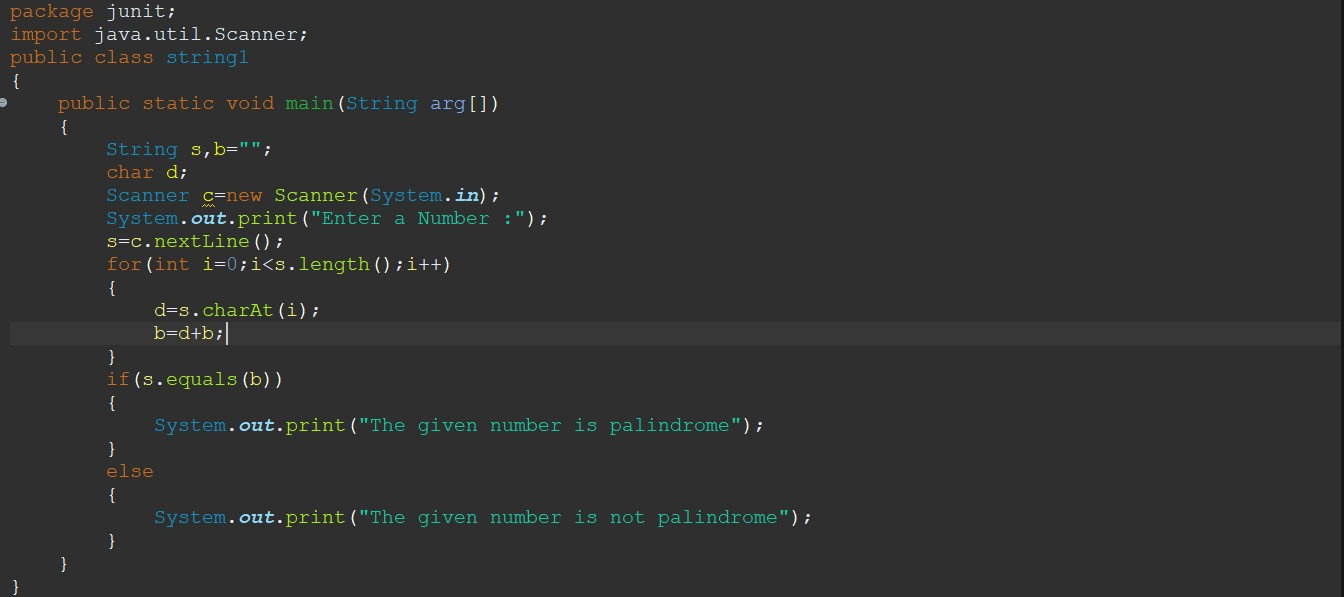 package junit;
import java.util.Scanner;
public class string1
{
    public static void main(String arg[])
    {
        String s,b="";
        char d;
        Scanner c=new Scanner(System.in);
        System.out.print("Enter a Number :");
        s=c.nextLine();
        for(int i=0;i<s.length();i++)
        {
            d=s.charAt(i);
            b=d+b;
        }
        if(s.equals(b))
        {
            System.out.print("The given number is palindrome");
        }
        else
        {
            System.out.print("The given number is not palindrome");
        }
    }
}